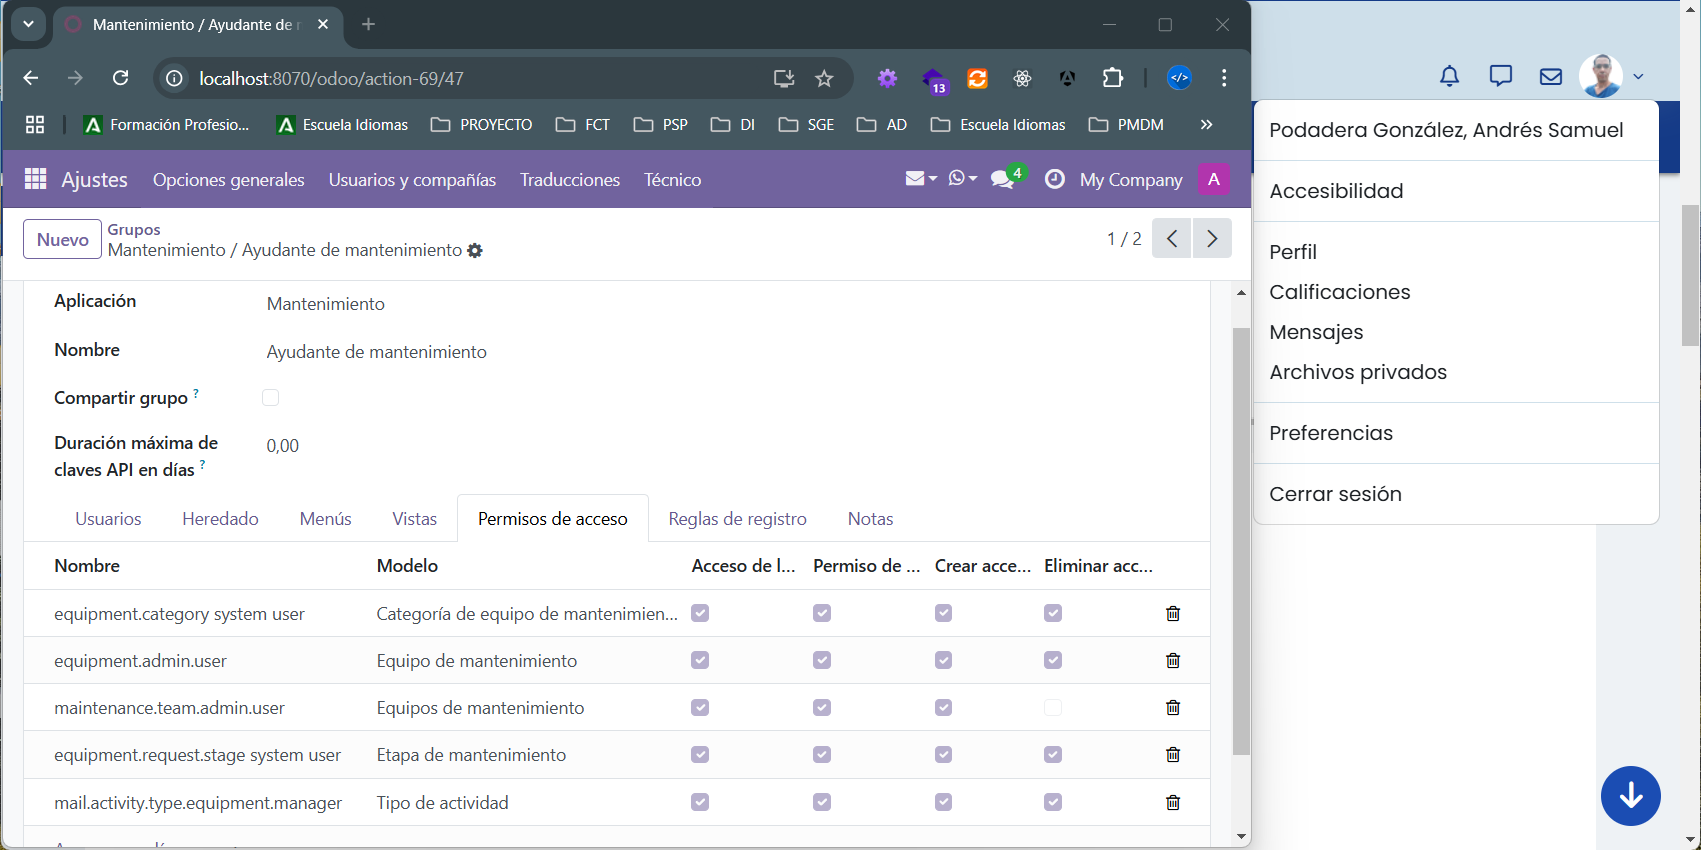 Mantenimiento / Ayudante de
localhost:8070/odoo/action-69/47
13
Formación Profesio...
Escuela Idiomas
PROYECTO
FCT
PSP
DI
SGE
AD
Escuela Idiomas
PMDM
»
Ajustes
Opciones generales
Usuarios y compañías
Traducciones
Técnico
4
My Company
A
Nuevo
Grupos
Mantenimiento / Ayudante de mantenimiento
1 / 2
Aplicación
Mantenimiento
Nombre
Ayudante de mantenimiento
Compartir grupo ?
Duración máxima de
claves API en días ?
0,00
Usuarios
Heredado
Menús
Vistas
Permisos de acceso
Reglas de registro
Notas
Nombre
Modelo
Acceso de l...
Permiso de ...
Crear acce...
Eliminar acc...
equipment.category system user
Categoría de equipo de mantenimien...
equipment.admin.user
Equipo de mantenimiento
maintenance.team.admin.user
Equipos de mantenimiento
equipment.request.stage system user
Etapa de mantenimiento
mail.activity.type.equipment.manager
Tipo de actividad
Podadera González, Andrés Samuel
Accesibilidad
Perfil
Calificaciones
Mensajes
Archivos privados
Preferencias
Cerrar sesión